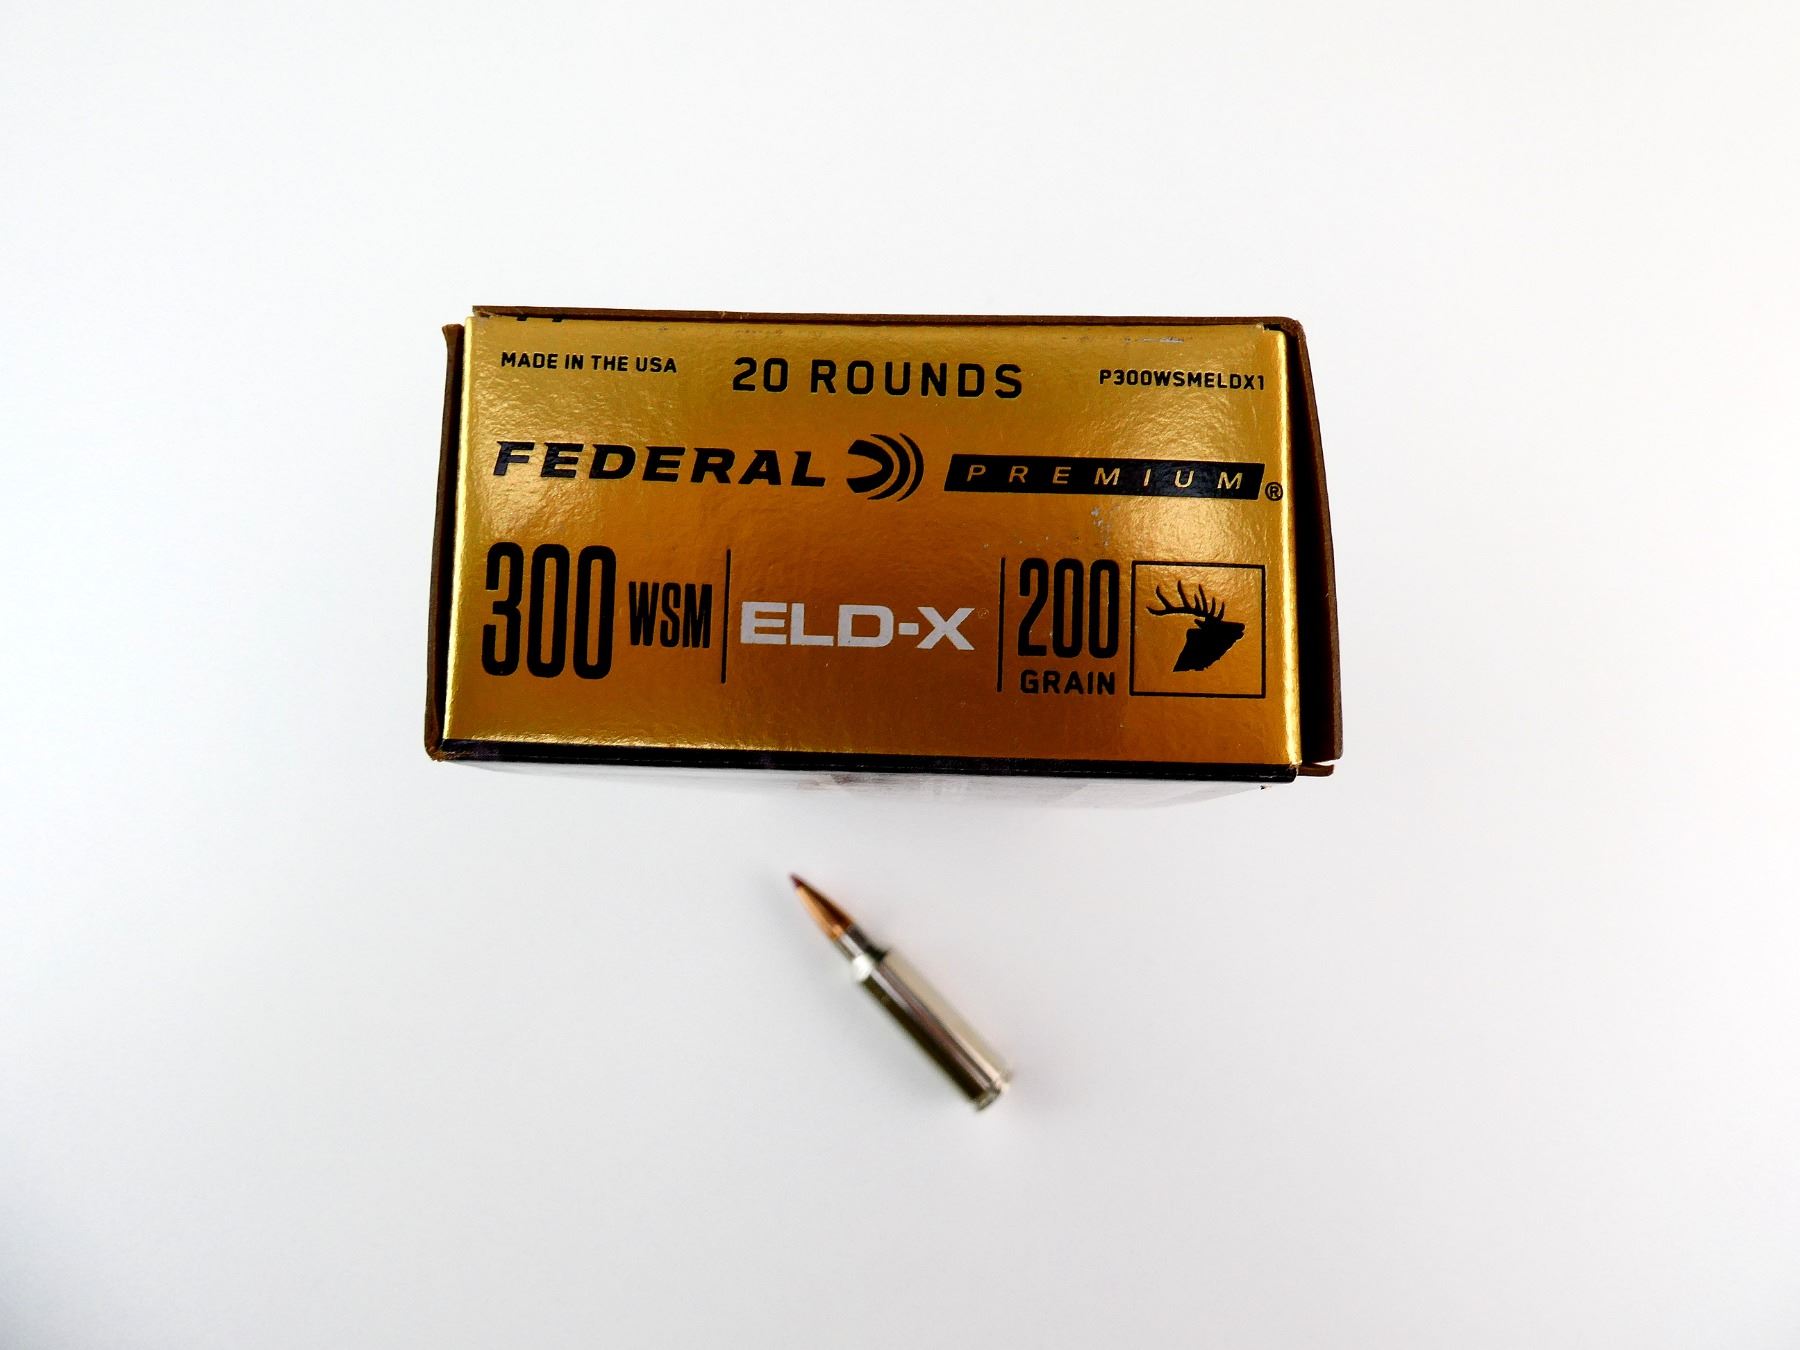 MADE IN THE USA 20 ROUNDS P300WSMELDX1
FEDERAL PREMIUM®
300 WSM ELD-X 200
GRAIN